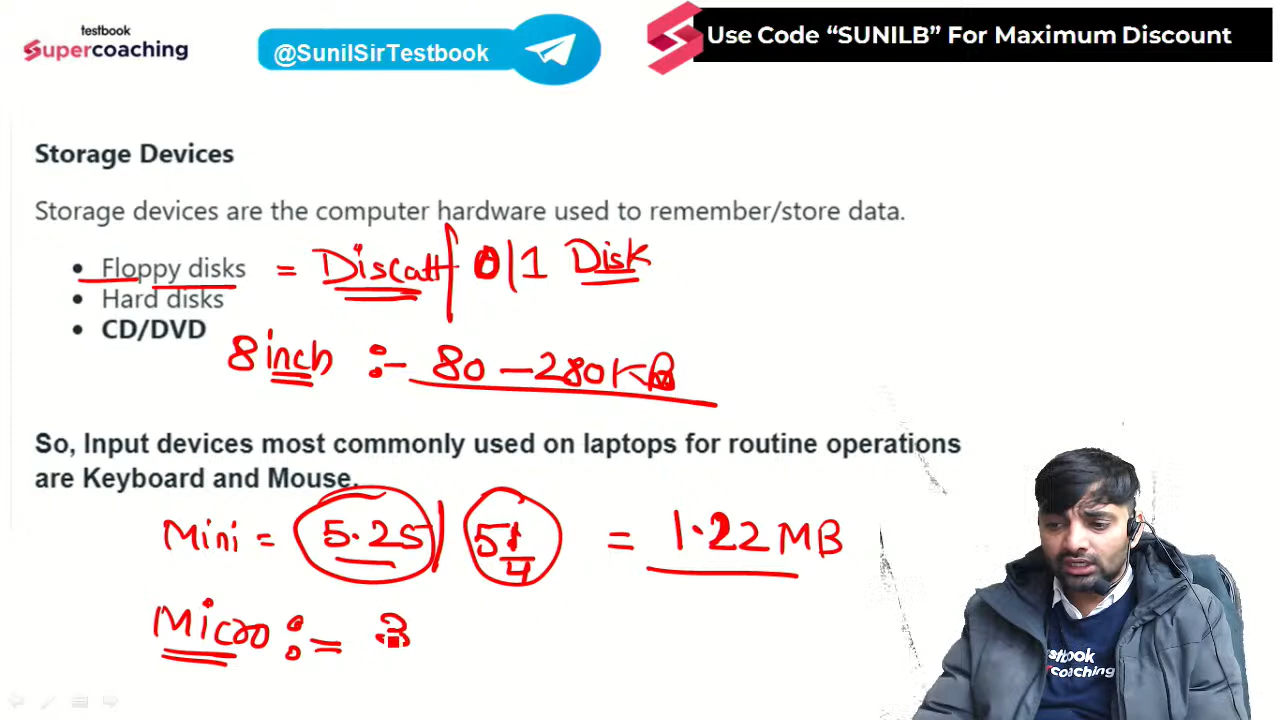 testbook
Supercoaching
@SunilSirTestbook
Use Code “SUNILB” For Maximum Discount
Storage Devices
Storage devices are the computer hardware used to remember/store data.
• Floppy disks = Discatt | 0|1 Disk
• Hard disks
• CD/DVD
8 inch :- 80 - 280 KB
So, Input devices most commonly used on laptops for routine operations
are Keyboard and Mouse.
Mini = 5.25 | 5 1/4 = 1.22 MB
Micro := 3
testbook
ercoaching